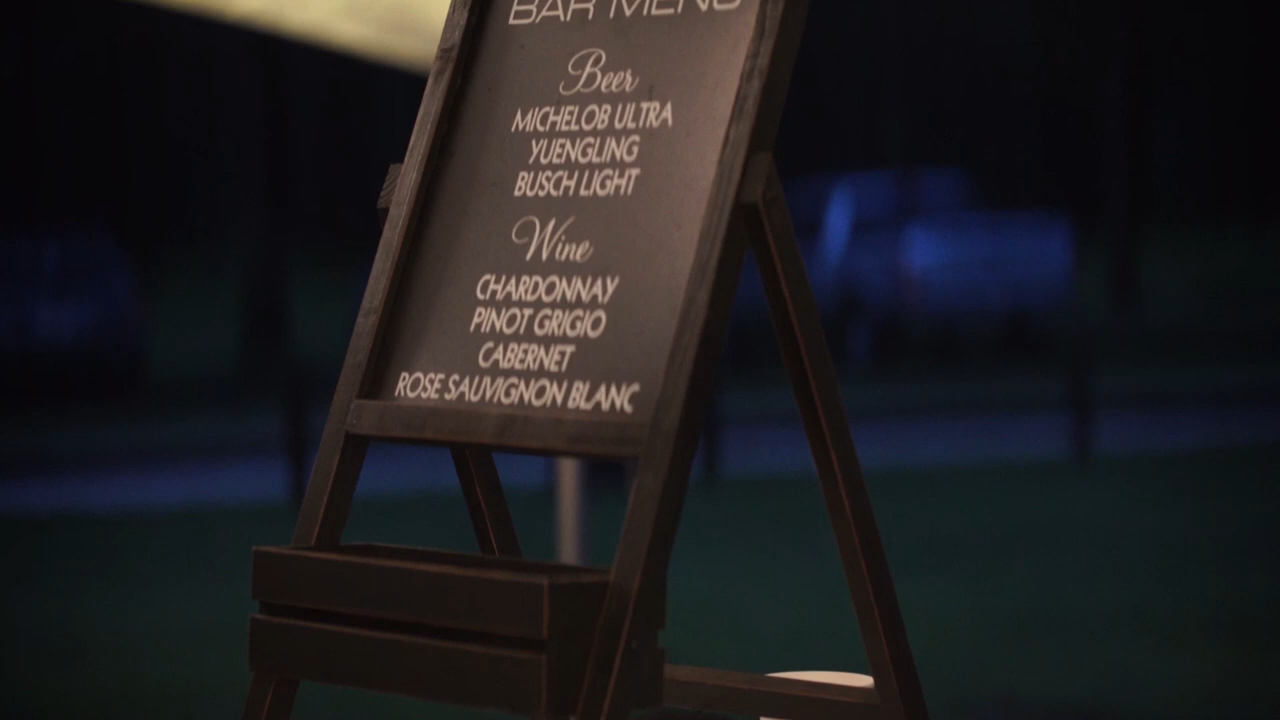 BAR MENU
Beer
MICHELOB ULTRA
YUENGLING
BUSCH LIGHT
Wine
CHARDONNAY
PINOT GRIGIO
CABERNET
ROSE SAUVIGNON BLANC